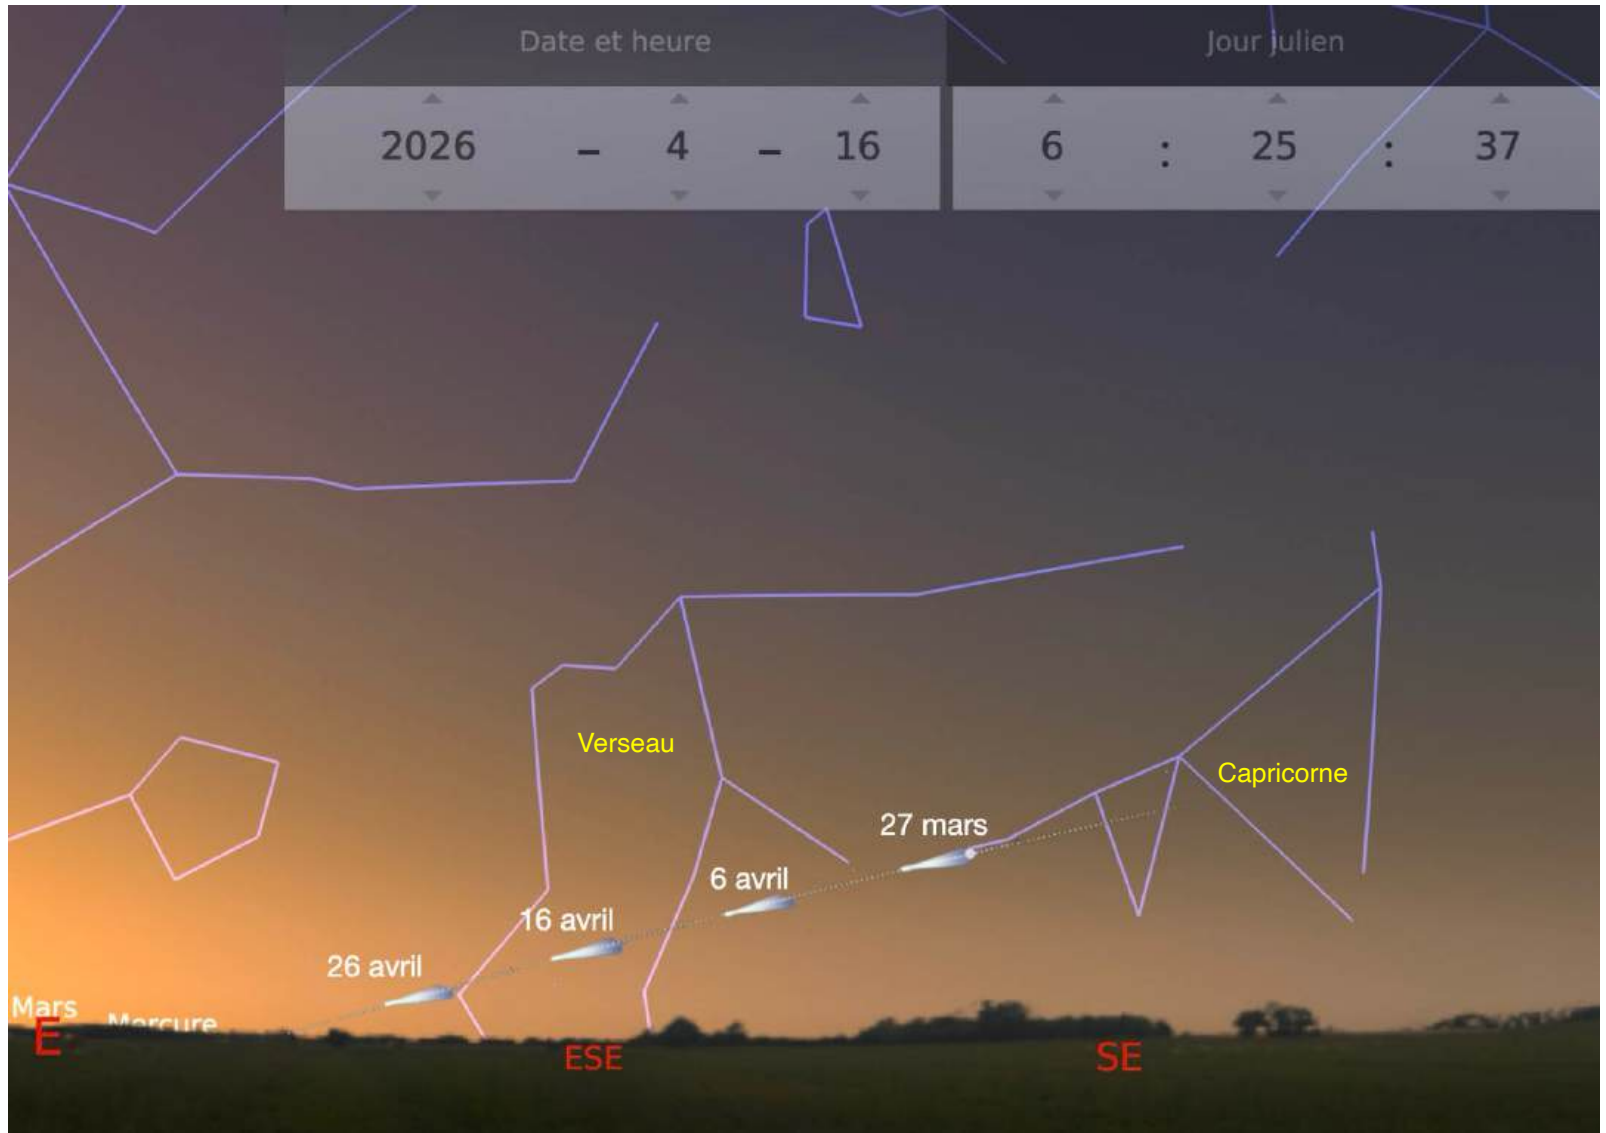 Date et heure
Jour julien
2026 – 4 – 16
6 : 25 : 37
Verseau
Capricorne
27 mars
6 avril
16 avril
26 avril
Mars
Mercure
E
ESE
SE